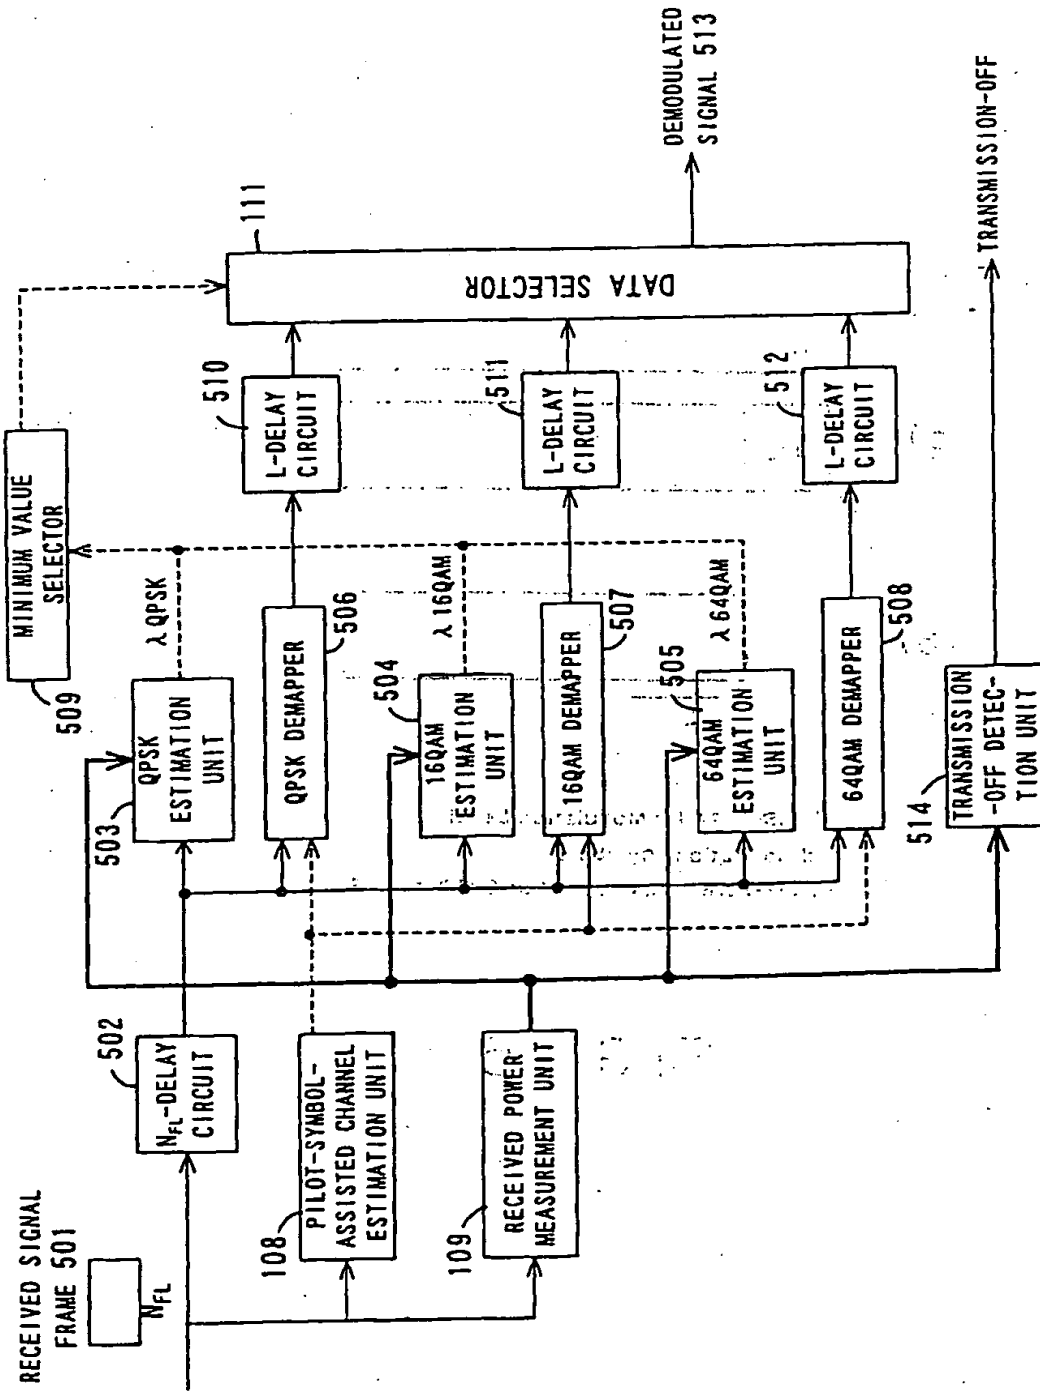 RECEIVED SIGNAL
FRAME 501
NFL
502
NFL-DELAY
CIRCUIT
108
PILOT-SYMBOL-
ASSISTED CHANNEL
ESTIMATION UNIT
109
RECEIVED POWER
MEASUREMENT UNIT
503
QPSK
ESTIMATION
UNIT
λ QPSK
509
MINIMUM VALUE
SELECTOR
506
QPSK DEMAPPER
510
L-DELAY
CIRCUIT
504
16QAM
ESTIMATION
UNIT
λ 16QAM
507
16QAM DEMAPPER
511
L-DELAY
CIRCUIT
505
64QAM
ESTIMATION
UNIT
λ 64QAM
508
64QAM DEMAPPER
512
L-DELAY
CIRCUIT
111
DATA SELECTOR
DEMODULATED
SIGNAL 513
514
TRANSMISSION
-OFF DETEC-
TION UNIT
TRANSMISSION-OFF